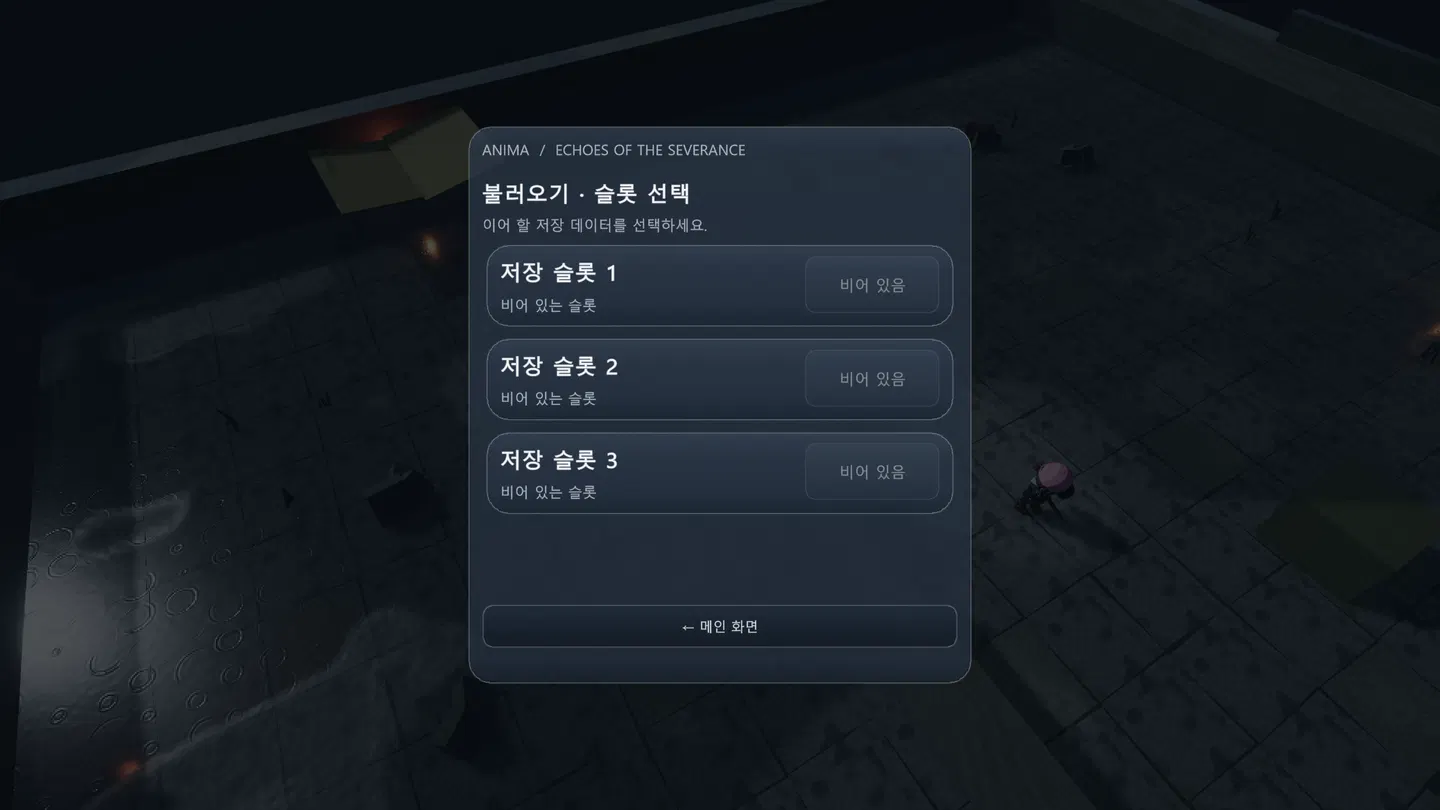 ANIMA / ECHOES OF THE SEVERANCE
불러오기 · 슬롯 선택
이어 할 저장 데이터를 선택하세요.
저장 슬롯 1
비어 있는 슬롯
비어 있음
저장 슬롯 2
비어 있는 슬롯
비어 있음
저장 슬롯 3
비어 있는 슬롯
비어 있음
← 메인 화면